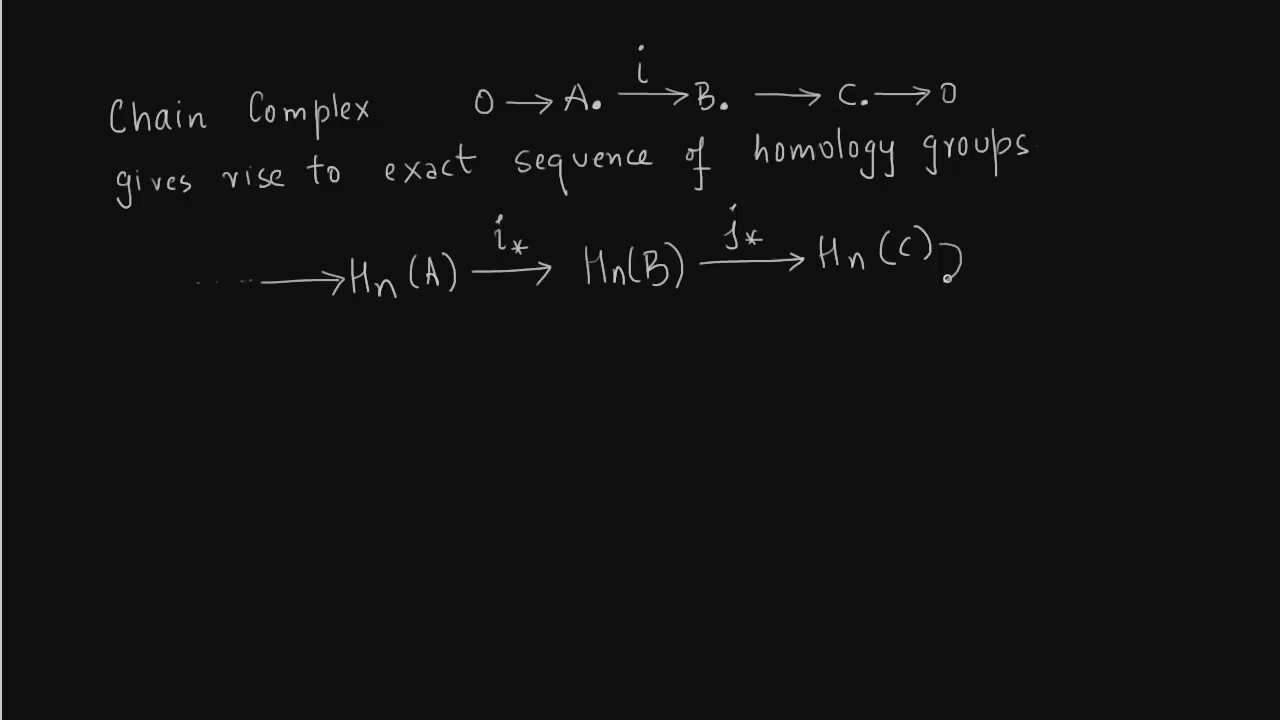 Chain Complex 0 → A. —i→ B. → C. → 0
gives rise to exact sequence of homology groups
..... → Hn(A) —i*→ Hn(B) —j*→ Hn(C)